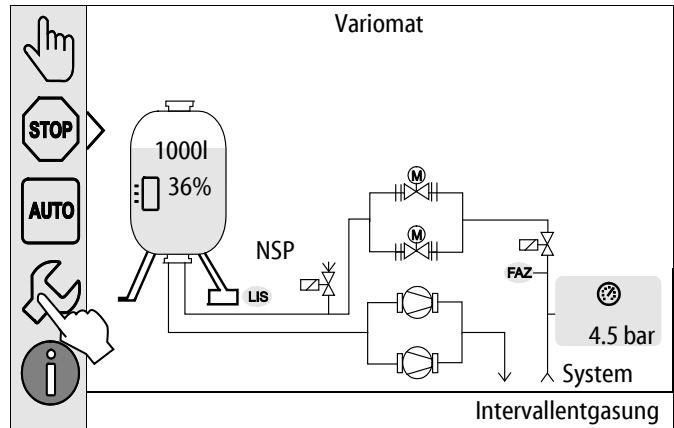 Variomat
STOP
1000l
36%
M
AUTO
M
NSP
FAZ
LIS
4.5 bar
System
Intervallentgasung